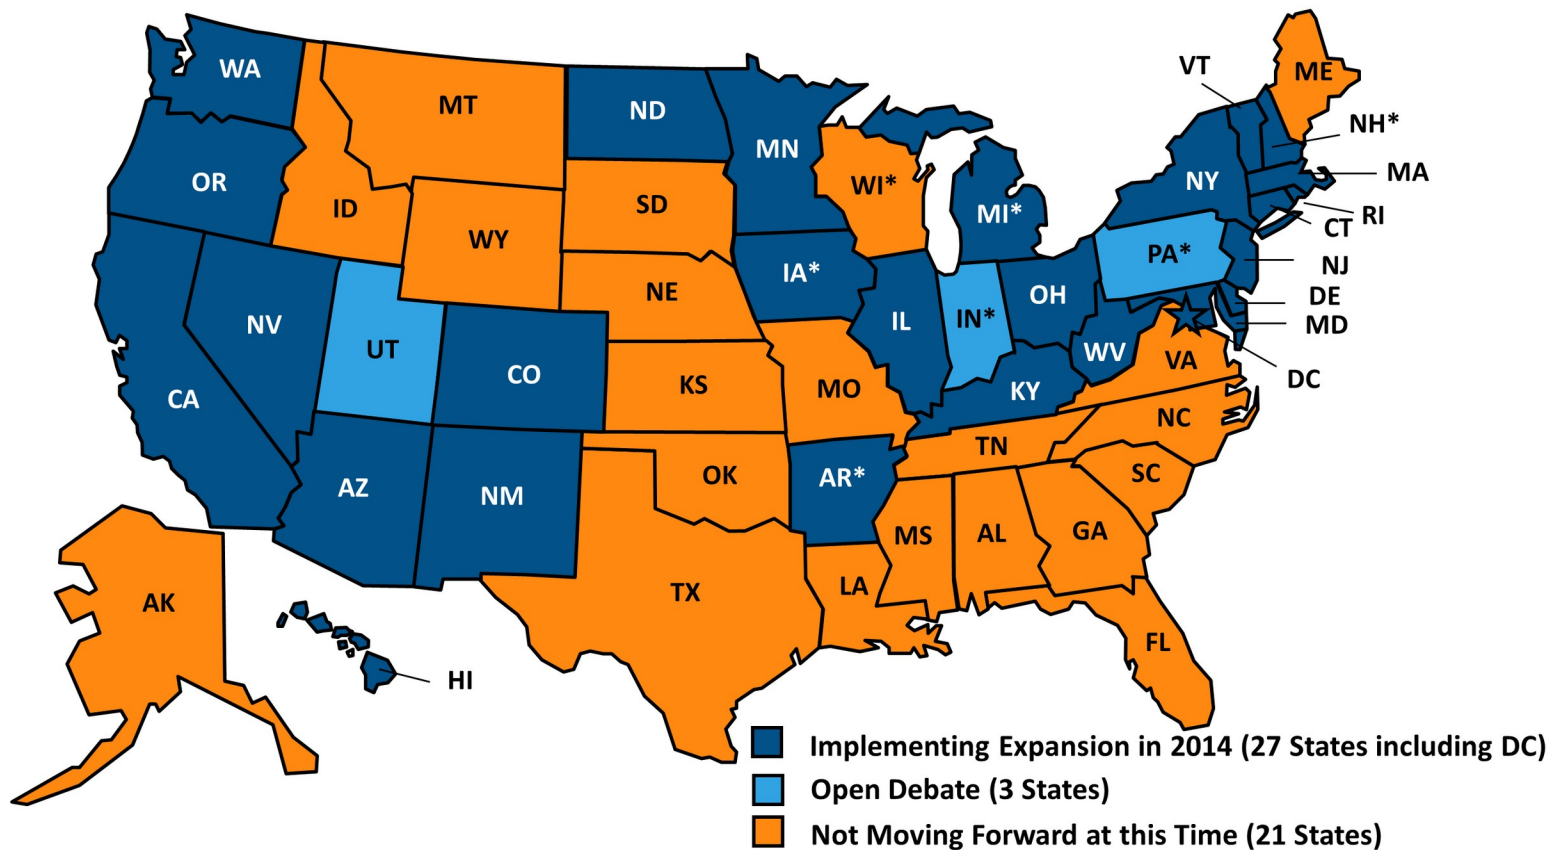 WA
MT
ND
MN
VT
ME
NH*
OR
ID
WY
SD
WI*
MI*
NY
MA
RI
CT
NV
UT
CO
NE
IA*
IL
IN*
OH
PA*
NJ
DE
MD
DC
CA
KS
MO
KY
WV
VA
AZ
NM
OK
AR*
TN
NC
SC
TX
LA
MS
AL
GA
FL
AK
HI
Implementing Expansion in 2014 (27 States including DC)
Open Debate (3 States)
Not Moving Forward at this Time (21 States)